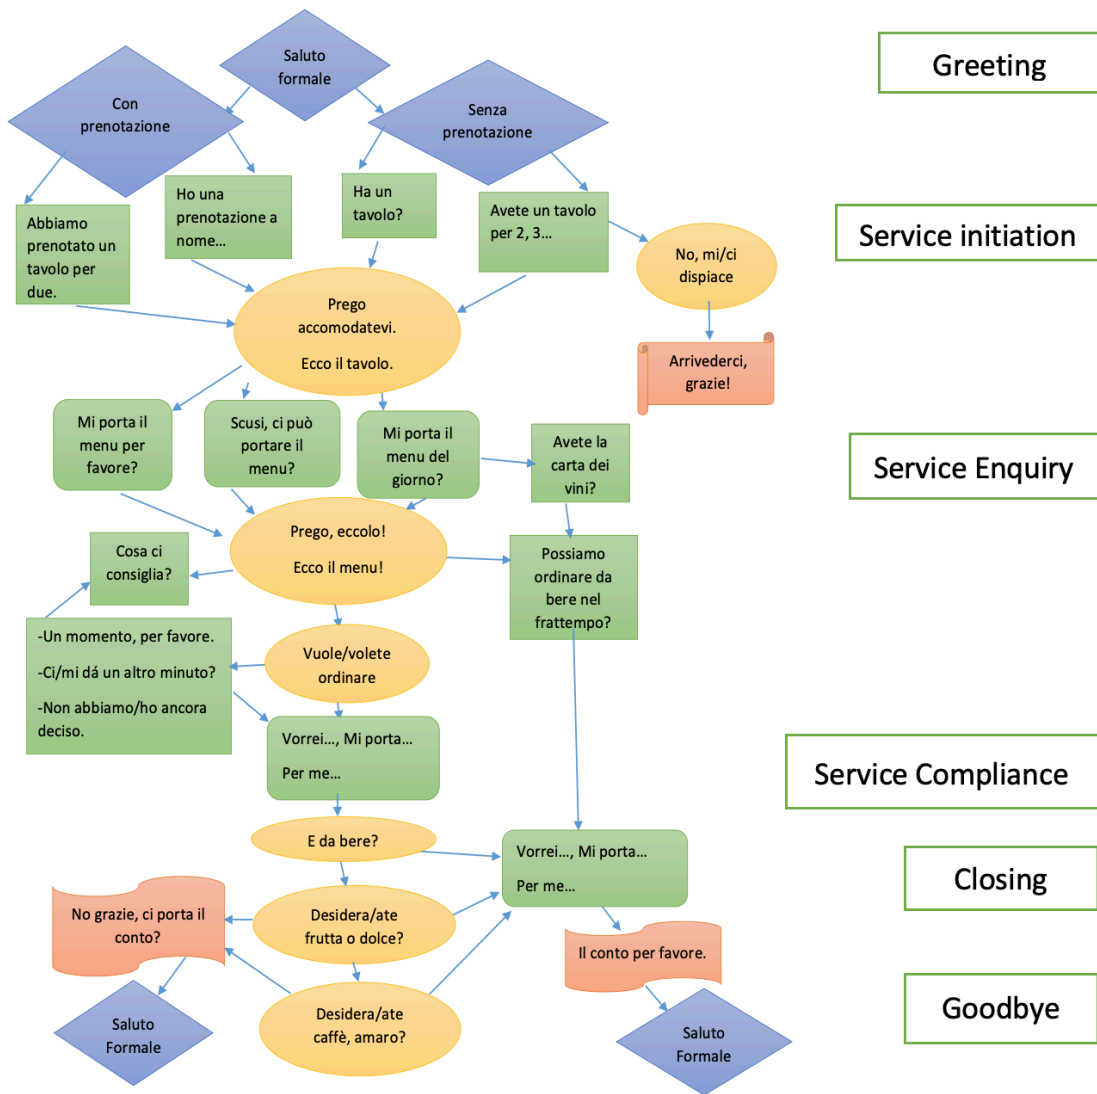 Saluto
formale
Greeting
Con
prenotazione
Senza
prenotazione
Abbiamo
prenotato un
tavolo per
due.
Ho una
prenotazione a
nome…
Ha un
tavolo?
Avete un tavolo
per 2, 3…
No, mi/ci
dispiace
Service initiation
Prego
accomodatevi.
Ecco il tavolo.
Arrivederci,
grazie!
Mi porta il
menu per
favore?
Scusi, ci può
portare il
menu?
Mi porta il
menu del
giorno?
Avete la
carta dei
vini?
Service Enquiry
Prego, eccolo!
Ecco il menu!
Cosa ci
consiglia?
Possiamo
ordinare da
bere nel
frattempo?
-Un momento, per favore.
-Ci/mi dá un altro minuto?
-Non abbiamo/ho ancora
deciso.
Vuole/volete
ordinare
Vorrei…, Mi porta…
Per me…
Service Compliance
E da bere?
Vorrei…, Mi porta…
Per me…
Closing
No grazie, ci porta il
conto?
Desidera/ate
frutta o dolce?
Il conto per favore.
Desidera/ate
caffè, amaro?
Goodbye
Saluto
Formale
Saluto
Formale